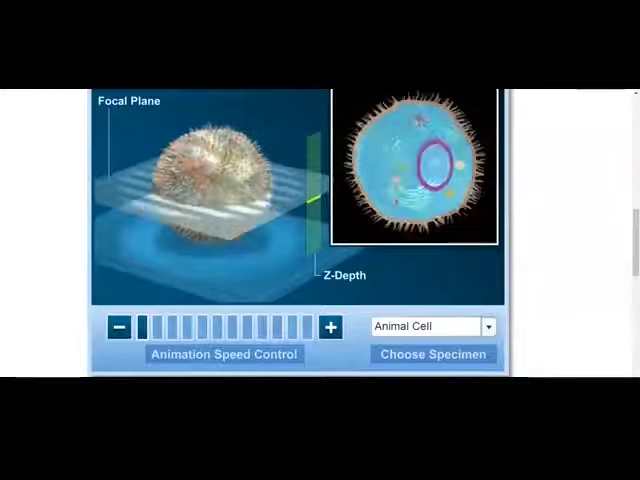 Focal Plane
Z-Depth
Animal Cell
Animation Speed Control
Choose Specimen